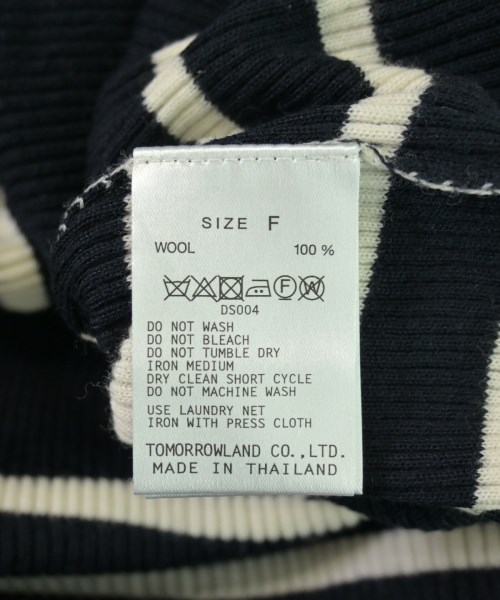 SIZE F
WOOL 100 %
F W
DS004
DO NOT WASH
DO NOT BLEACH
DO NOT TUMBLE DRY
IRON MEDIUM
DRY CLEAN SHORT CYCLE
DO NOT MACHINE WASH
USE LAUNDRY NET
IRON WITH PRESS CLOTH
TOMORROWLAND CO.,LTD.
MADE IN THAILAND